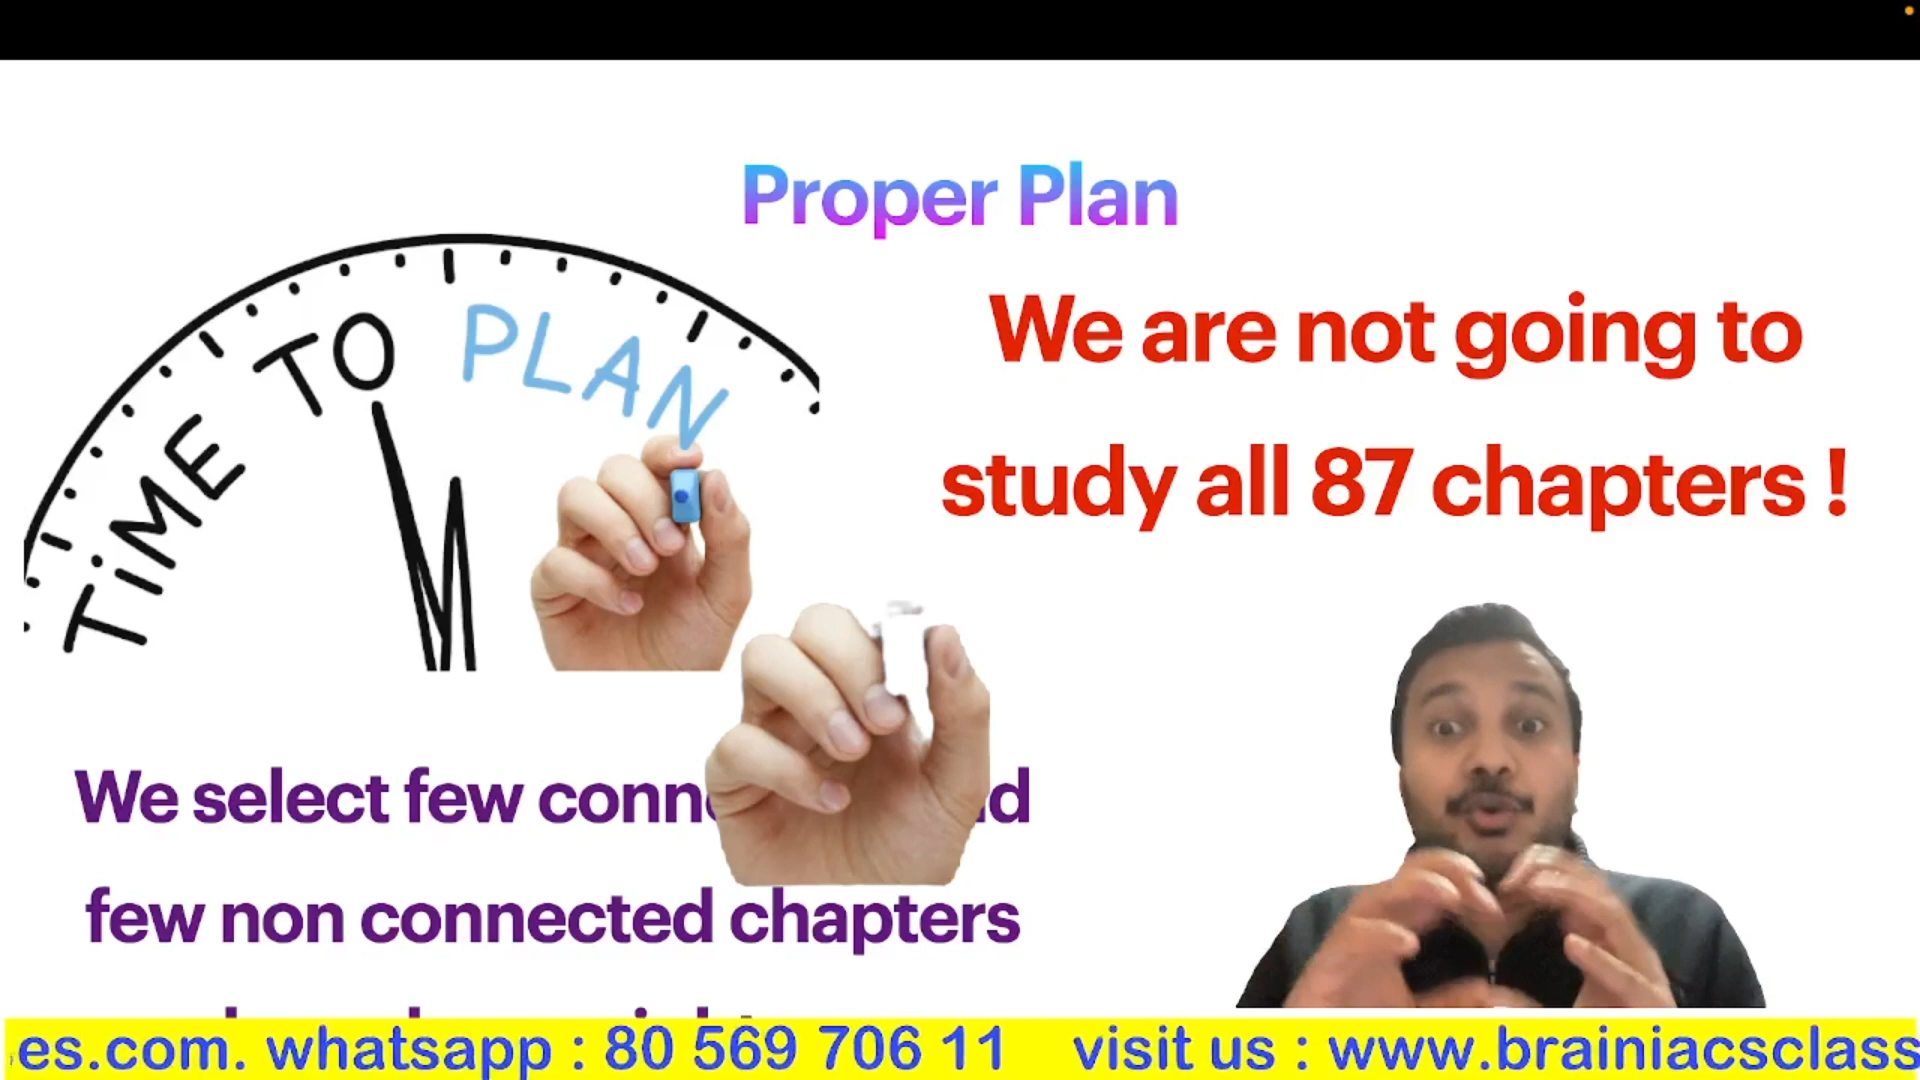 Proper Plan
TiME TO PLAN
We are not going to
study all 87 chapters !
We select few
few non connected chapters
es.com. whatsapp : 80 569 706 11 visit us : www.brainiacsclass